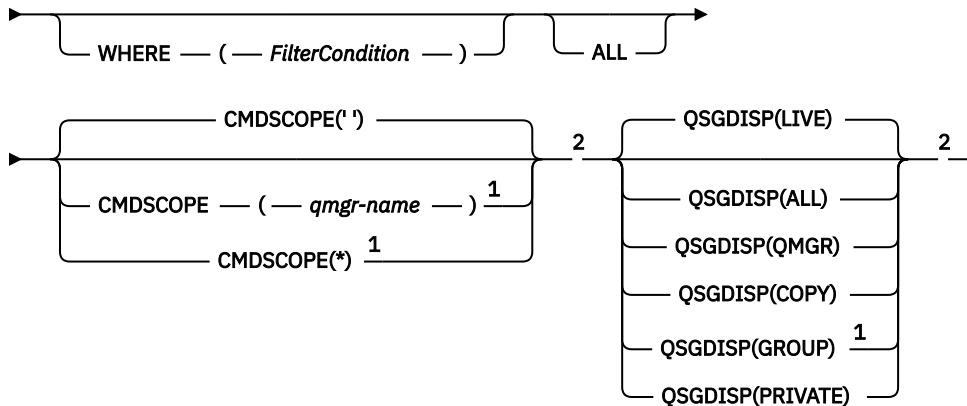 WHERE ( FilterCondition ) ALL
CMDSCOPE(' ') QSGDISP(LIVE)
2 2
CMDSCOPE ( qmgr-name ) 1 QSGDISP(ALL)
CMDSCOPE(*) 1 QSGDISP(QMGR)
QSGDISP(COPY)
QSGDISP(GROUP) 1
QSGDISP(PRIVATE)